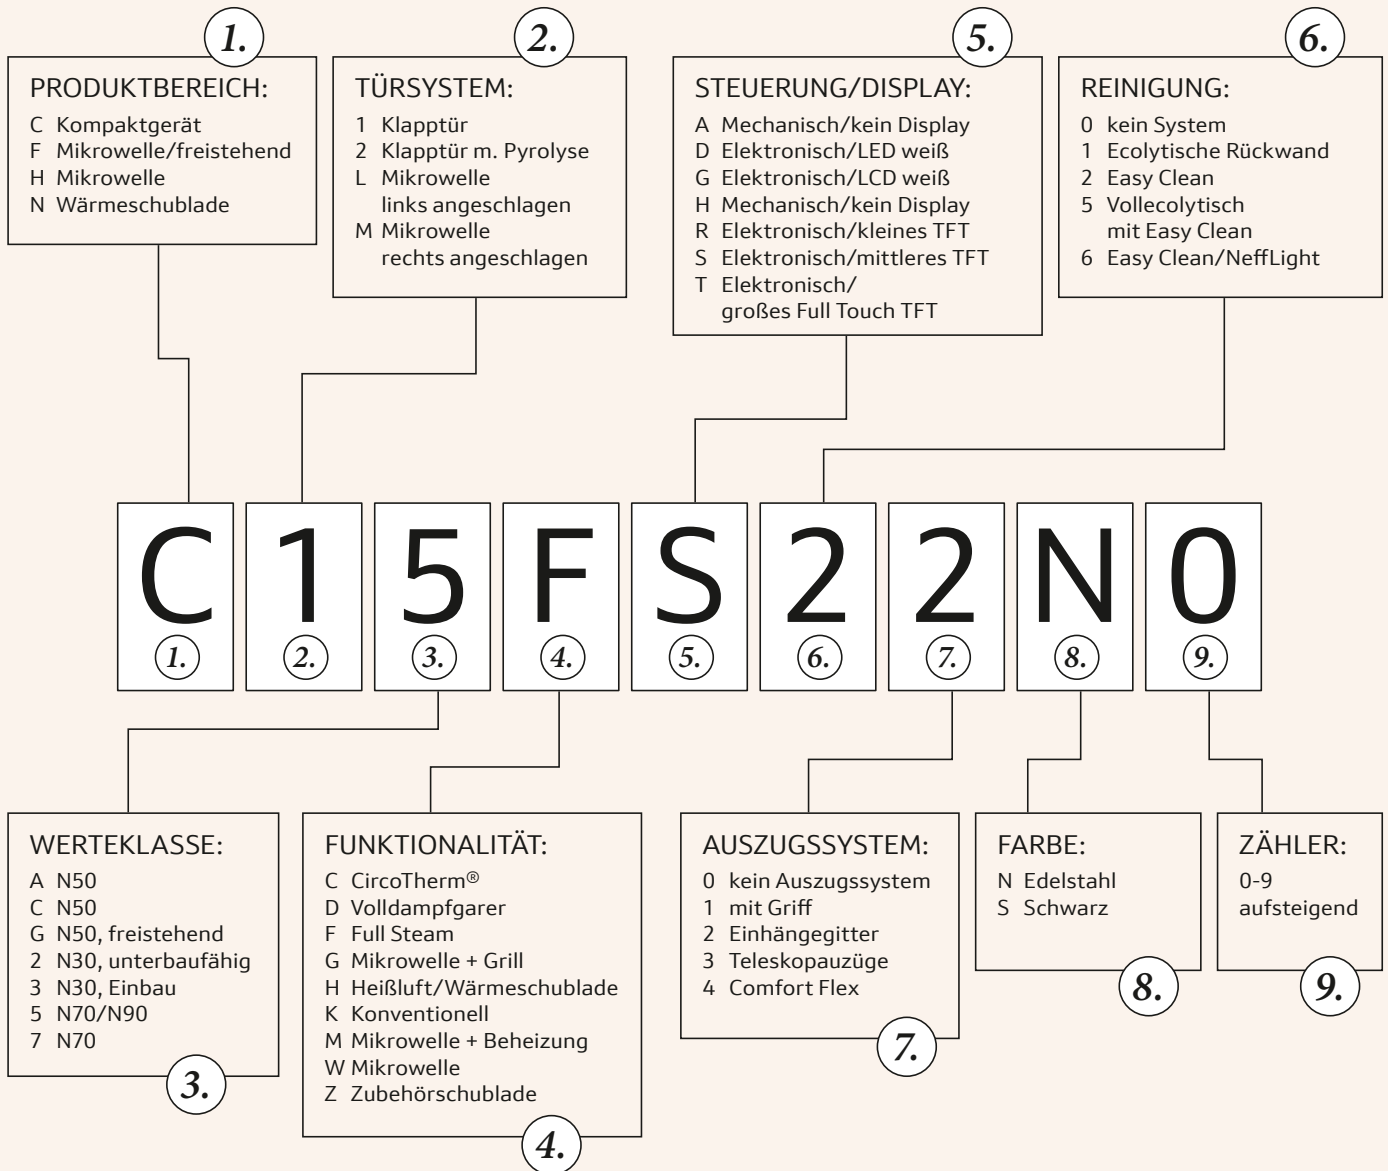 1.
PRODUKTBEREICH:
C Kompaktgerät
F Mikrowelle/freistehend
H Mikrowelle
N Wärmeschublade
2.
TÜRSYSTEM:
1 Klapptür
2 Klapptür m. Pyrolyse
L Mikrowelle
links angeschlagen
M Mikrowelle
rechts angeschlagen
5.
STEUERUNG/DISPLAY:
A Mechanisch/kein Display
D Elektronisch/LED weiß
G Elektronisch/LCD weiß
H Mechanisch/kein Display
R Elektronisch/kleines TFT
S Elektronisch/mittleres TFT
T Elektronisch/
großes Full Touch TFT
6.
REINIGUNG:
0 kein System
1 Ecolytische Rückwand
2 Easy Clean
5 Vollecolytisch
mit Easy Clean
6 Easy Clean/NeffLight
C 1 5 F S 2 2 N 0
1. 2. 3. 4. 5. 6. 7. 8. 9.
WERTEKLASSE:
A N50
C N50
G N50, freistehend
2 N30, unterbaufähig
3 N30, Einbau
5 N70/N90
7 N70
3.
FUNKTIONALITÄT:
C CircoTherm®
D Volldampfgarer
F Full Steam
G Mikrowelle + Grill
H Heißluft/Wärmeschublade
K Konventionell
M Mikrowelle + Beheizung
W Mikrowelle
Z Zubehörschublade
4.
AUSZUGSSYSTEM:
0 kein Auszugssystem
1 mit Griff
2 Einhängegitter
3 Teleskopauzüge
4 Comfort Flex
7.
FARBE:
N Edelstahl
S Schwarz
8.
ZÄHLER:
0-9
aufsteigend
9.